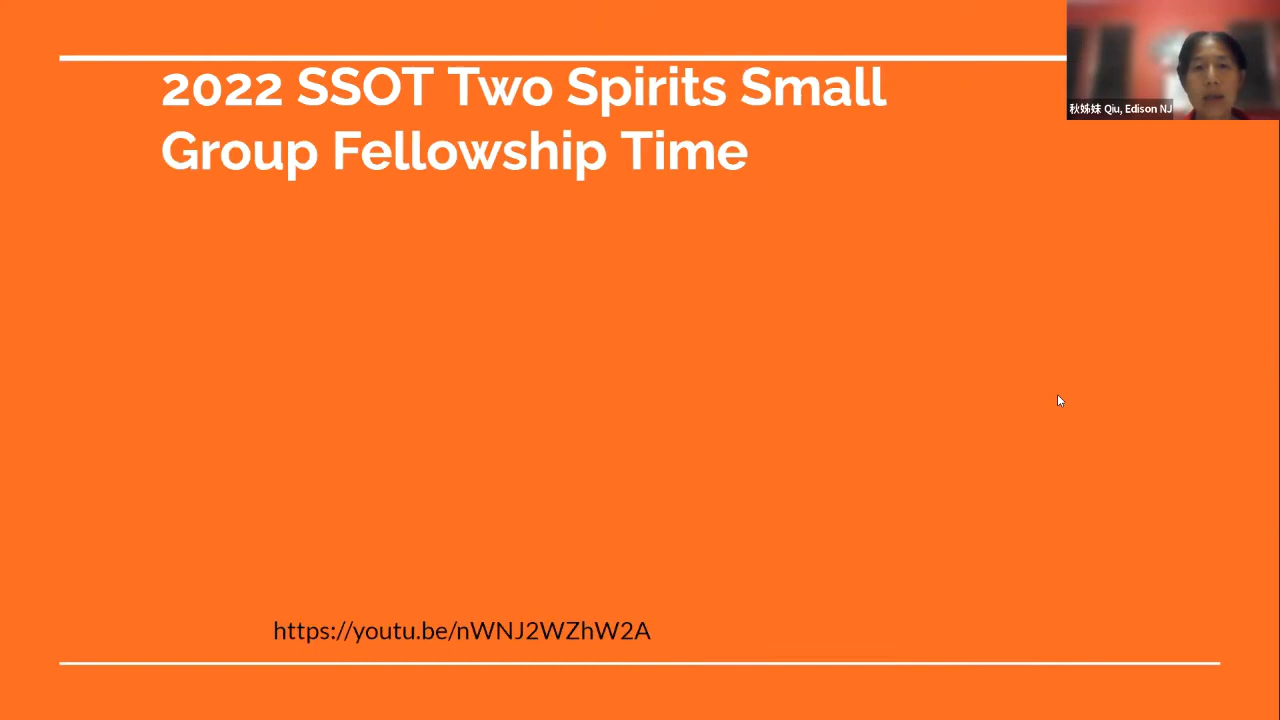 2022 SSOT Two Spirits Small
Group Fellowship Time
秋姊妹 Qiu, Edison NJ
https://youtu.be/nWNJ2WZhW2A